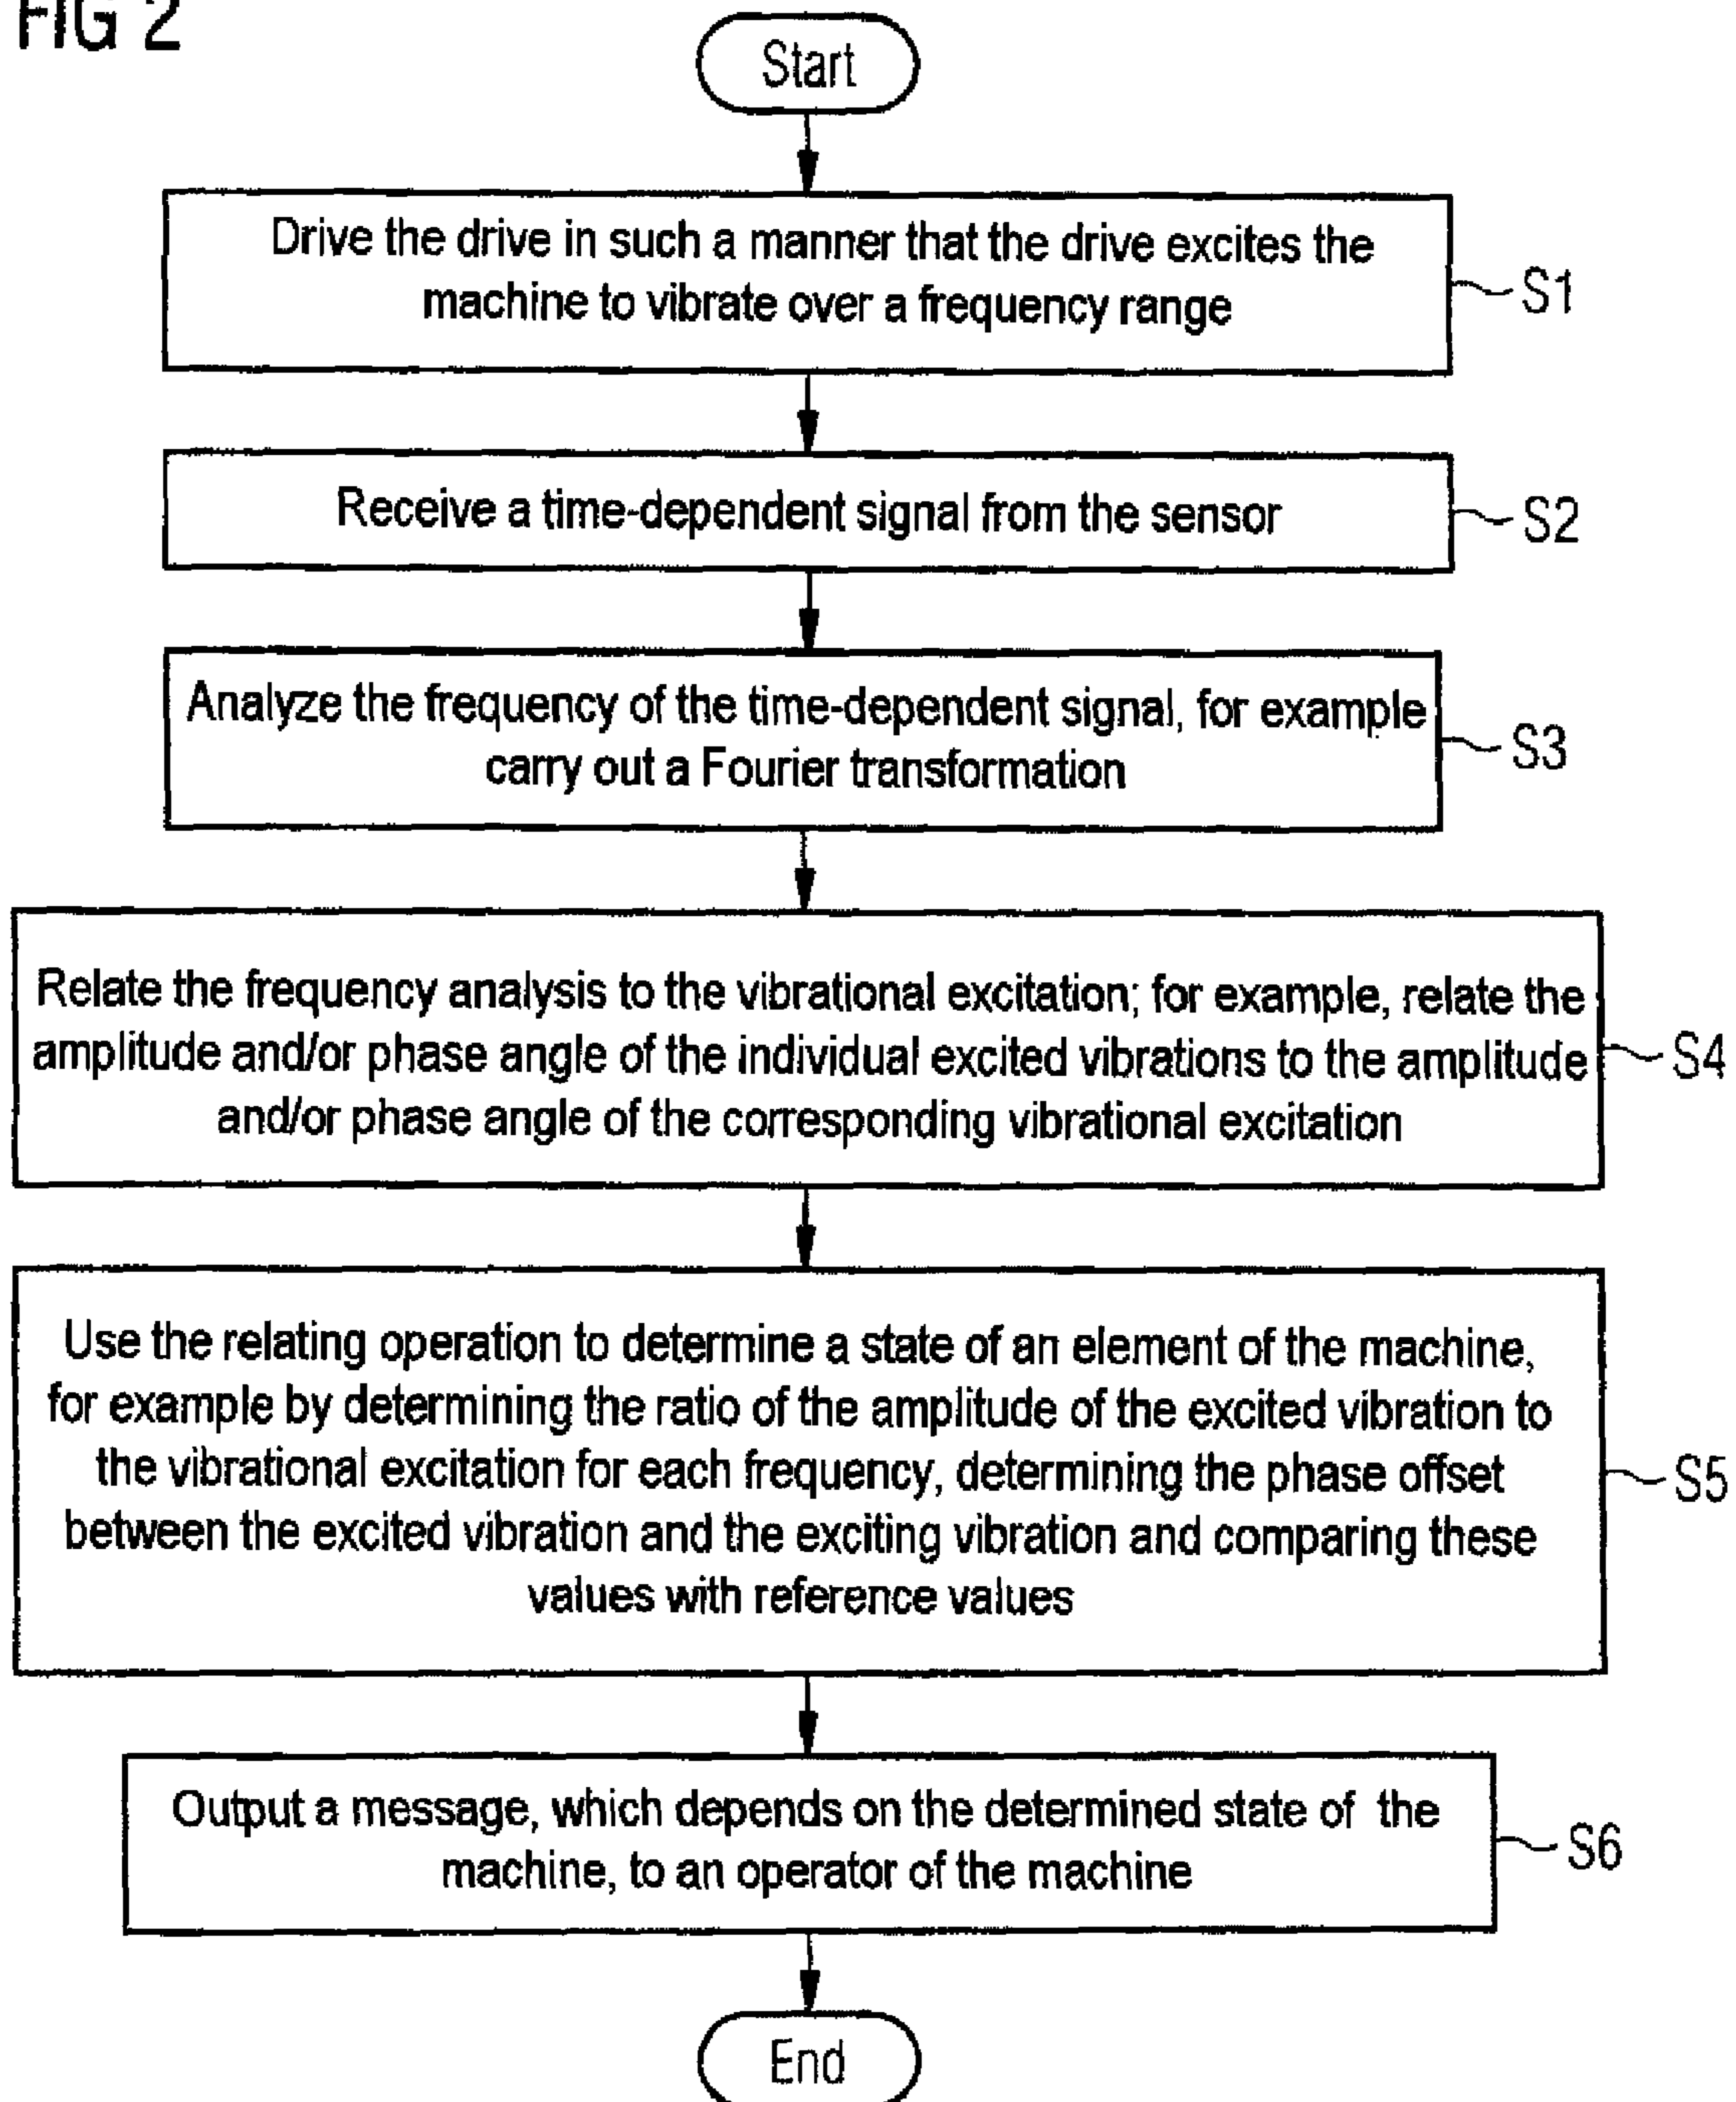 FIG 2
Start
Drive the drive in such a manner that the drive excites the
machine to vibrate over a frequency range
S1
Receive a time-dependent signal from the sensor
S2
Analyze the frequency of the time-dependent signal, for example
carry out a Fourier transformation
S3
Relate the frequency analysis to the vibrational excitation; for example, relate the
amplitude and/or phase angle of the individual excited vibrations to the amplitude
and/or phase angle of the corresponding vibrational excitation
S4
Use the relating operation to determine a state of an element of the machine,
for example by determining the ratio of the amplitude of the excited vibration to
the vibrational excitation for each frequency, determining the phase offset
between the excited vibration and the exciting vibration and comparing these
values with reference values
S5
Output a message, which depends on the determined state of the
machine, to an operator of the machine
S6
End